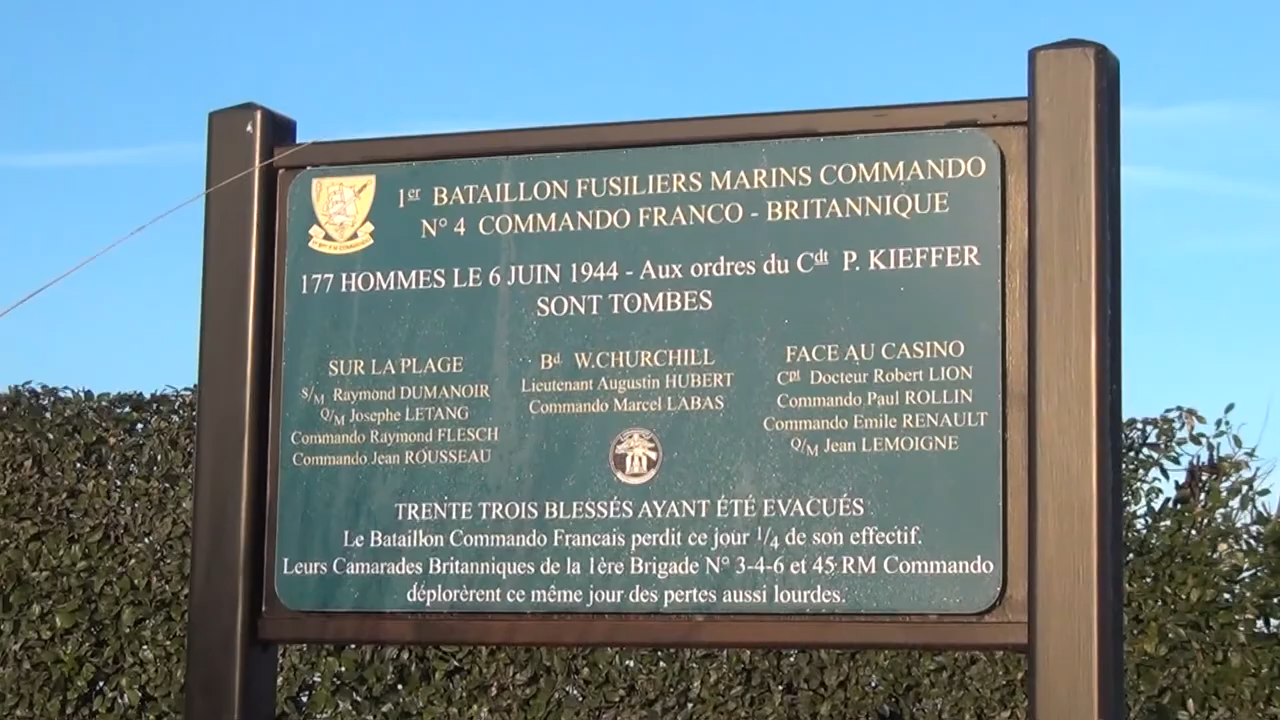 1er BATAILLON FUSILIERS MARINS COMMANDO
N° 4 COMMANDO FRANCO - BRITANNIQUE
177 HOMMES LE 6 JUIN 1944 - Aux ordres du Cdt P. KIEFFER
SONT TOMBES
SUR LA PLAGE
S/M Raymond DUMANOIR
Q/M Josephe LETANG
Commando Raymond FLESCH
Commando Jean ROUSSEAU
Bd W.CHURCHILL
Lieutenant Augustin HUBERT
Commando Marcel LABAS
FACE AU CASINO
Cpt Docteur Robert LION
Commando Paul ROLLIN
Commando Emile RENAULT
Q/M Jean LEMOIGNE
TRENTE TROIS BLESSÉS AYANT ÉTÉ EVACUÉS
Le Bataillon Commando Francais perdit ce jour 1/4 de son effectif.
Leurs Camarades Britanniques de la 1ère Brigade N° 3-4-6 et 45 RM Commando
déplorèrent ce même jour des pertes aussi lourdes.